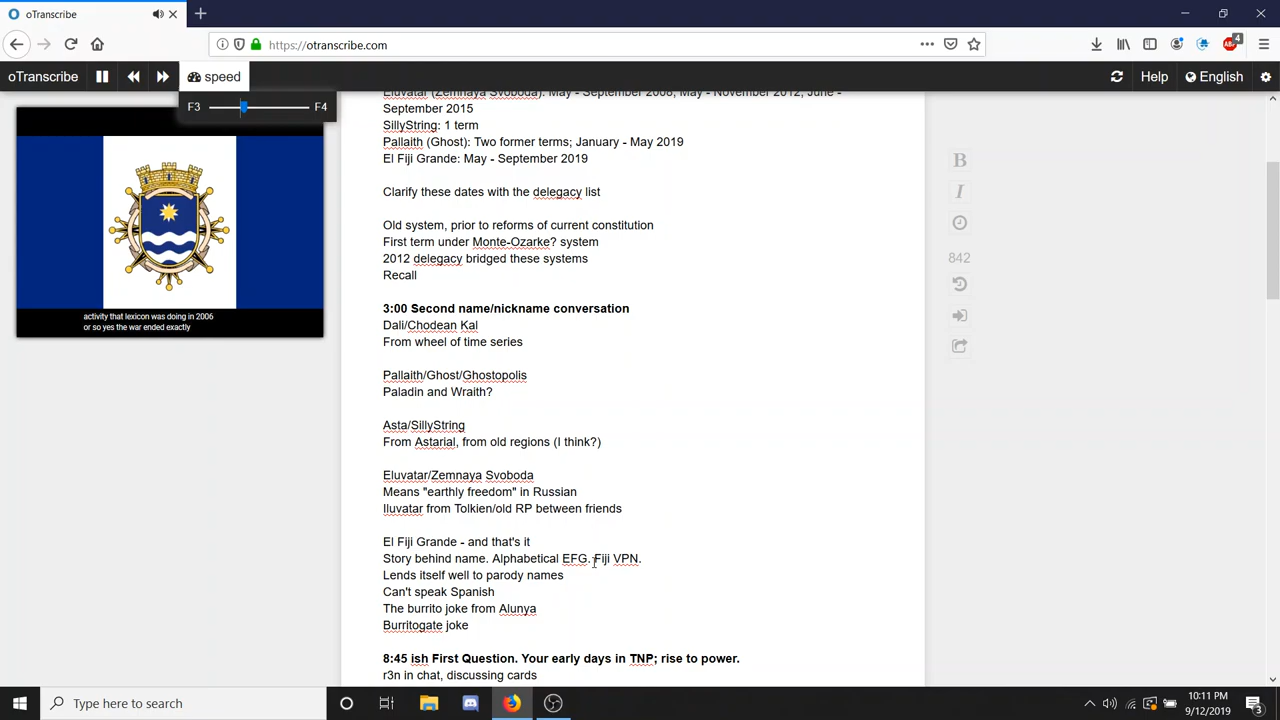 oTranscribe
https://otranscribe.com
4
oTranscribe
speed
Help
English
F3
F4
activity that lexicon was doing in 2006
or so yes the war ended exactly
Eluvatar (Zemnaya Svoboda): May - September 2008, May - November 2012, June -
September 2015
SillyString: 1 term
Pallaith (Ghost): Two former terms; January - May 2019
El Fiji Grande: May - September 2019
Clarify these dates with the delegacy list
Old system, prior to reforms of current constitution
First term under Monte-Ozarke? system
2012 delegacy bridged these systems
Recall
3:00 Second name/nickname conversation
Dali/Chodean Kal
From wheel of time series
Pallaith/Ghost/Ghostopolis
Paladin and Wraith?
Asta/SillyString
From Astarial, from old regions (I think?)
Eluvatar/Zemnaya Svoboda
Means "earthly freedom" in Russian
Iluvatar from Tolkien/old RP between friends
El Fiji Grande - and that's it
Story behind name. Alphabetical EFG. Fiji VPN.
Lends itself well to parody names
Can't speak Spanish
The burrito joke from Alunya
Burritogate joke
8:45 ish First Question. Your early days in TNP; rise to power.
r3n in chat, discussing cards
B
I
842
Type here to search
10:11 PM
9/12/2019
3